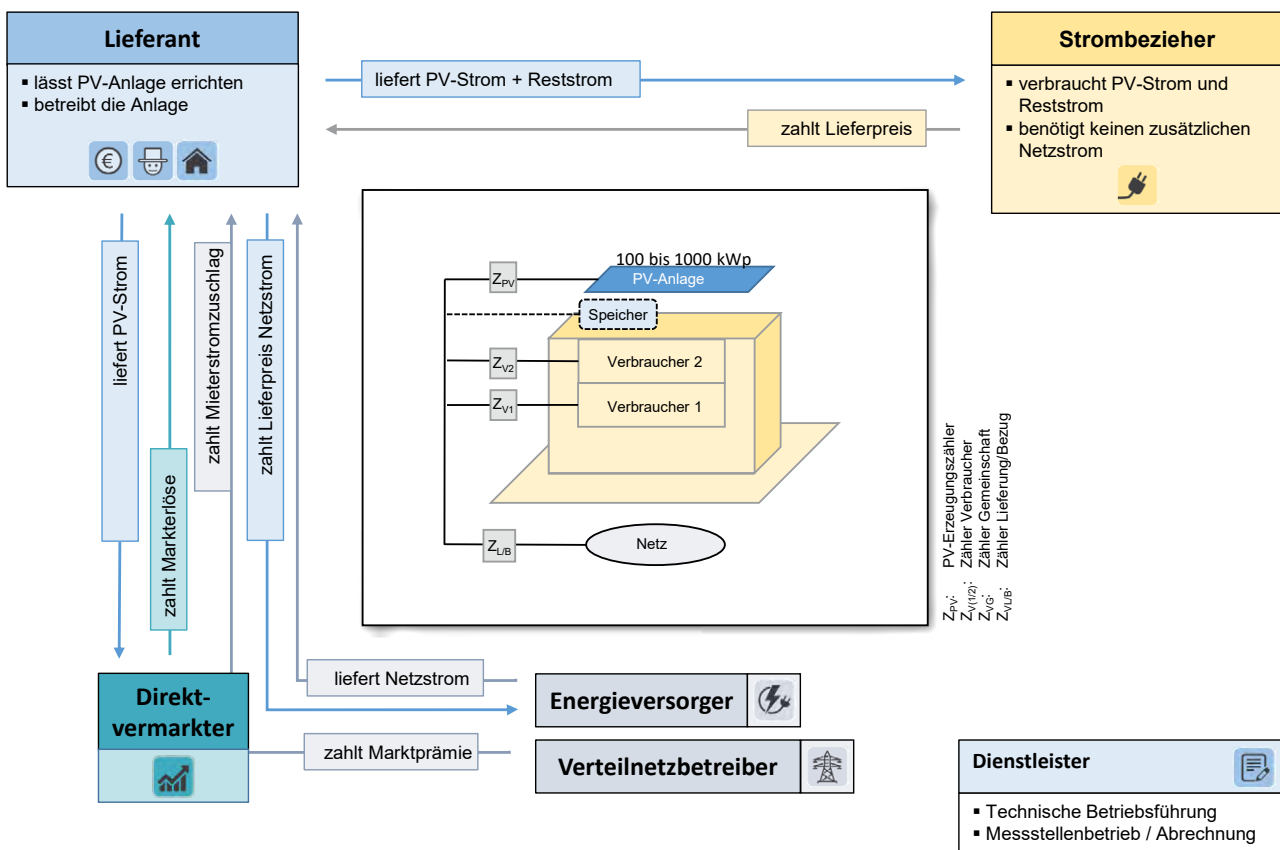 Lieferant
▪ lässt PV-Anlage errichten
▪ betreibt die Anlage
€
liefert PV-Strom + Reststrom
zahlt Lieferpreis
Strombezieher
▪ verbraucht PV-Strom und
Reststrom
▪ benötigt keinen zusätzlichen
Netzstrom
liefert PV-Strom
zahlt Markterlöse
zahlt Mieterstromzuschlag
zahlt Lieferpreis Netzstrom
100 bis 1000 kWp
Z_PV
PV-Anlage
Speicher
Z_V2
Verbraucher 2
Z_V1
Verbraucher 1
Z_L/B
Netz
Z_PV: PV-Erzeugungszähler
Z_V(1/2): Zähler Verbraucher
Z_VG: Zähler Gemeinschaft
Z_VL/B: Zähler Lieferung/Bezug
Direkt-
vermarkter
liefert Netzstrom
Energieversorger
zahlt Marktprämie
Verteilnetzbetreiber
Dienstleister
▪ Technische Betriebsführung
▪ Messstellenbetrieb / Abrechnung